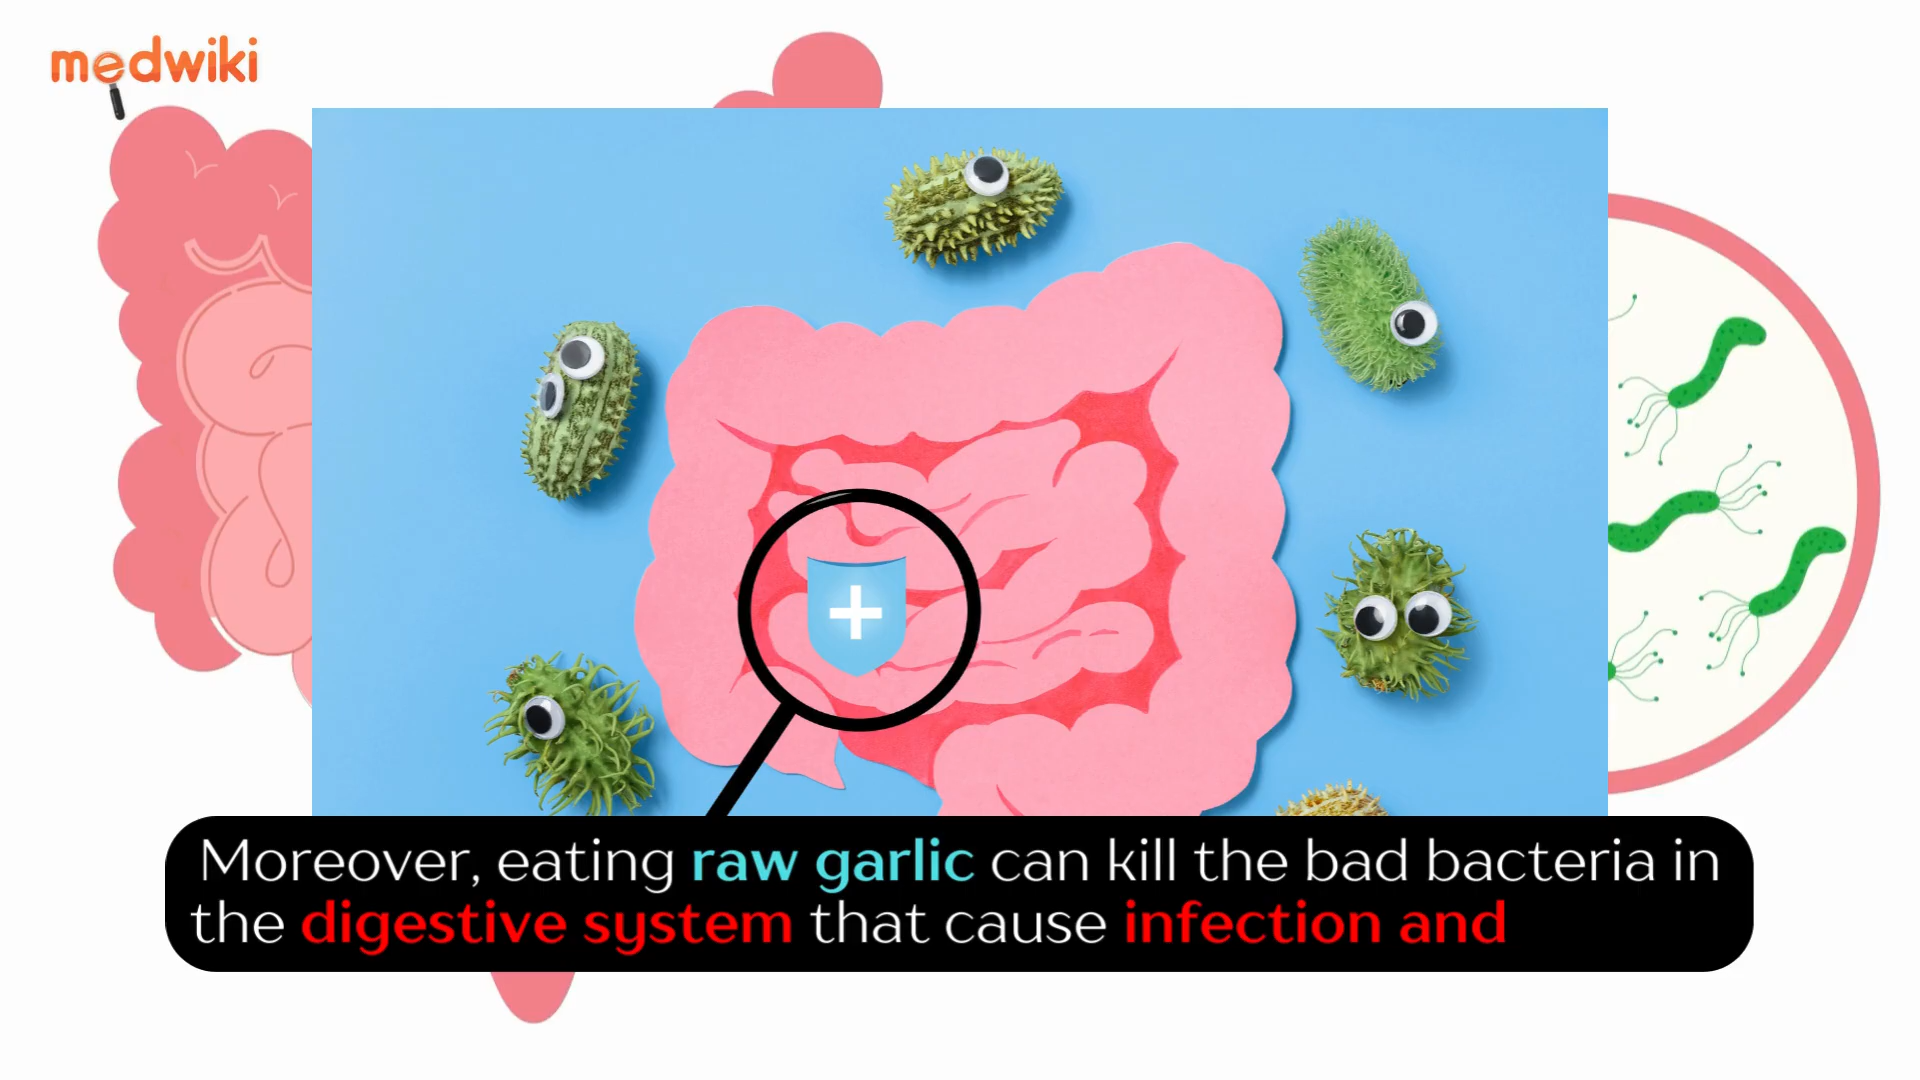 medwiki
Moreover, eating raw garlic can kill the bad bacteria in
the digestive system that cause infection and